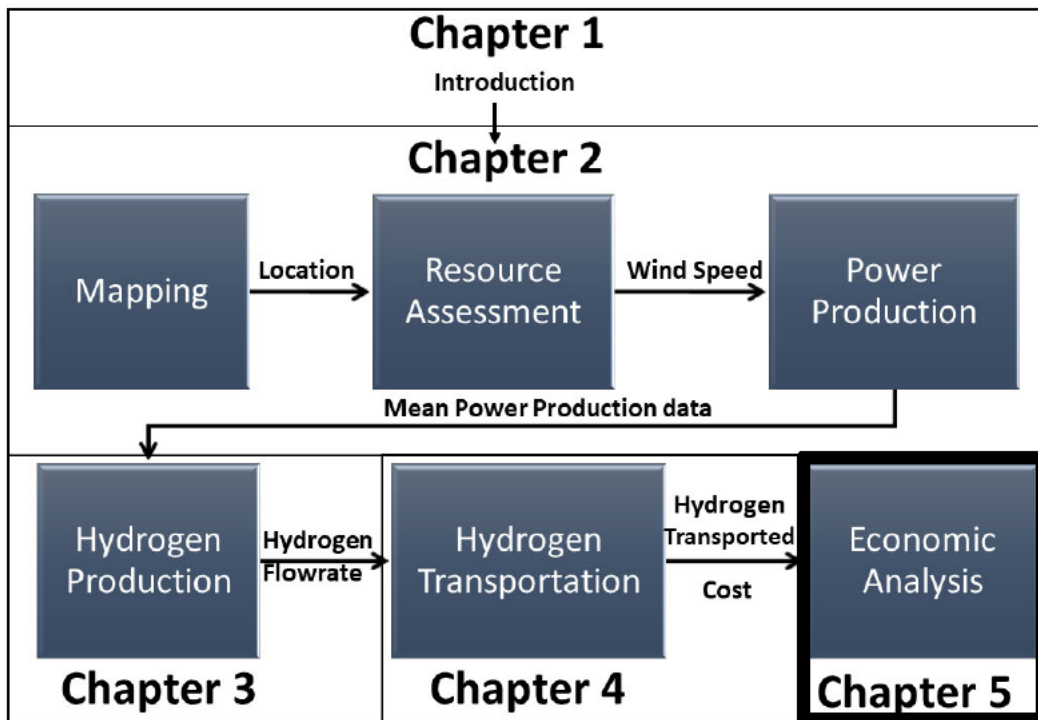 Chapter 1
Introduction
Chapter 2
Mapping
Location
Resource
Assessment
Wind Speed
Power
Production
Mean Power Production data
Hydrogen
Production
Hydrogen
Flowrate
Hydrogen
Transportation
Hydrogen
Transported
Cost
Economic
Analysis
Chapter 3
Chapter 4
Chapter 5